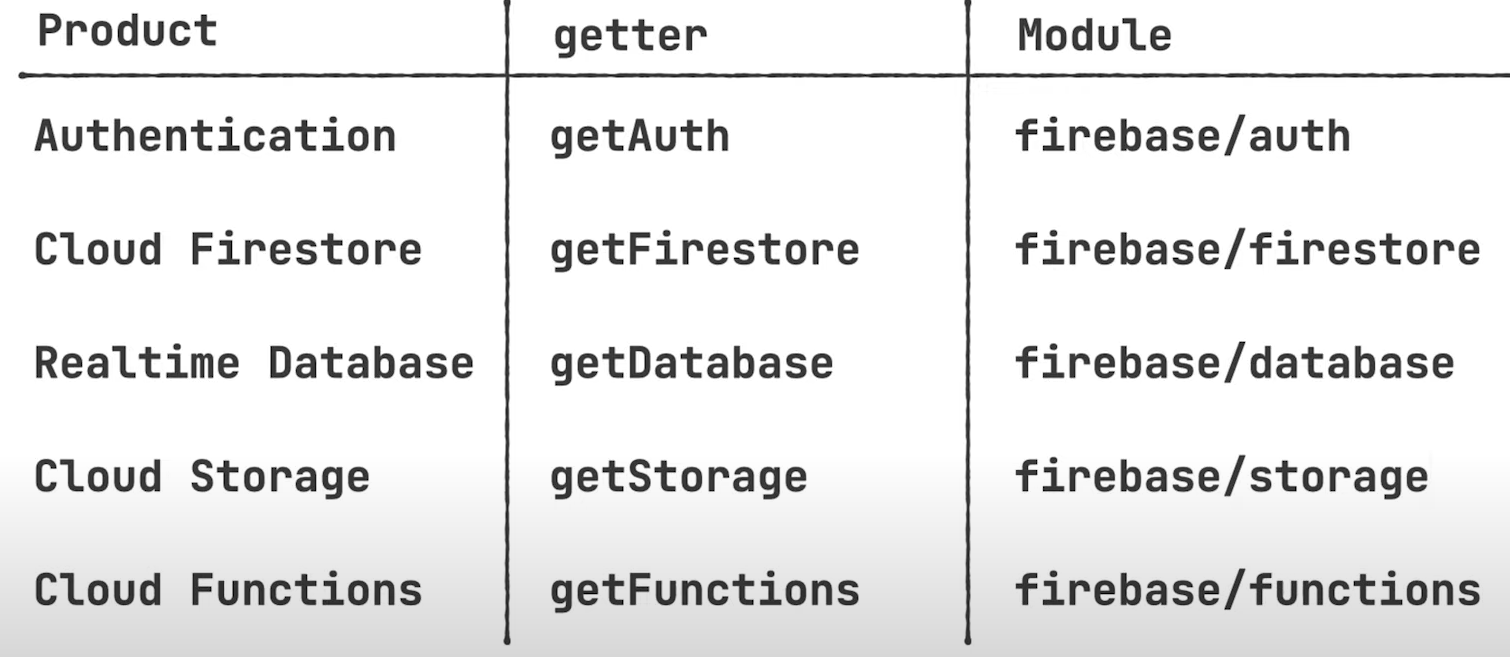 Product getter Module
Authentication getAuth firebase/auth
Cloud Firestore getFirestore firebase/firestore
Realtime Database getDatabase firebase/database
Cloud Storage getStorage firebase/storage
Cloud Functions getFunctions firebase/functions